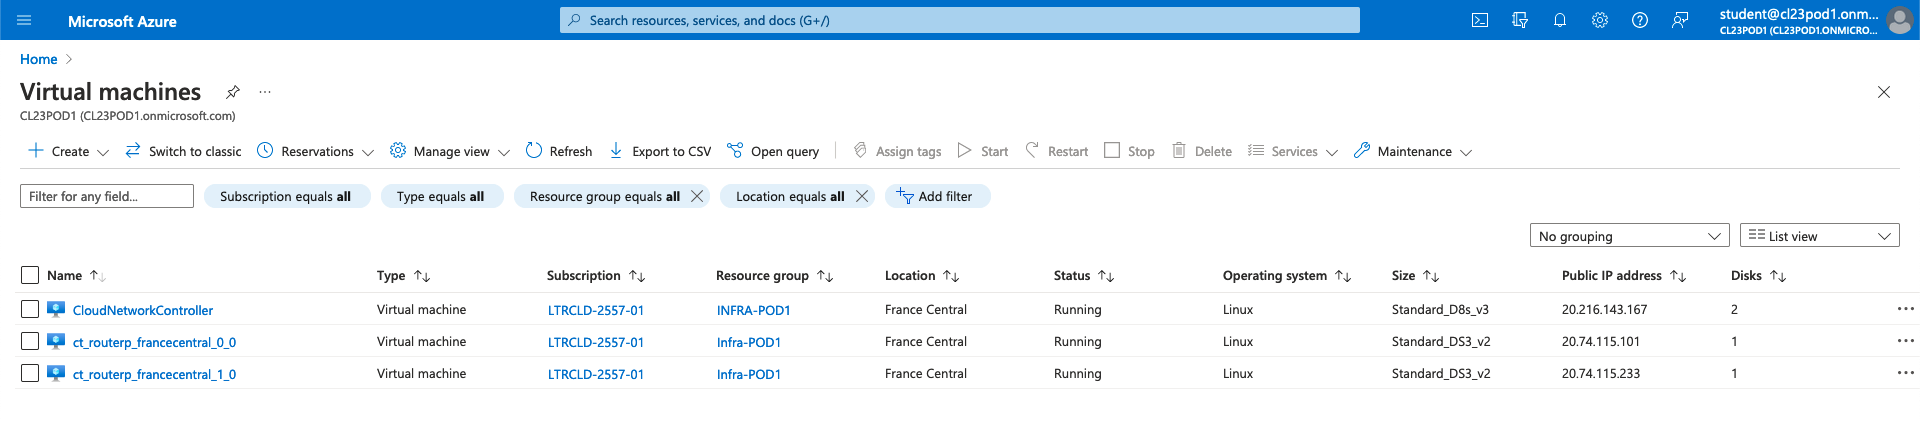 Microsoft Azure
Search resources, services, and docs (G+/)
student@cl23pod1.onm...
CL23POD1 (CL23POD1.ONMICRO...
Home
Virtual machines ...
CL23POD1 (CL23POD1.onmicrosoft.com)
Create Switch to classic Reservations Manage view Refresh Export to CSV Open query Assign tags Start Restart Stop Delete Services Maintenance
Filter for any field... Subscription equals all Type equals all Resource group equals all Location equals all Add filter
No grouping List view
Name Type Subscription Resource group Location Status Operating system Size Public IP address Disks
CloudNetworkController Virtual machine LTRCLD-2557-01 INFRA-POD1 France Central Running Linux Standard_D8s_v3 20.216.143.167 2 ...
ct_routerp_francecentral_0_0 Virtual machine LTRCLD-2557-01 Infra-POD1 France Central Running Linux Standard_DS3_v2 20.74.115.101 1 ...
ct_routerp_francecentral_1_0 Virtual machine LTRCLD-2557-01 Infra-POD1 France Central Running Linux Standard_DS3_v2 20.74.115.233 1 ...